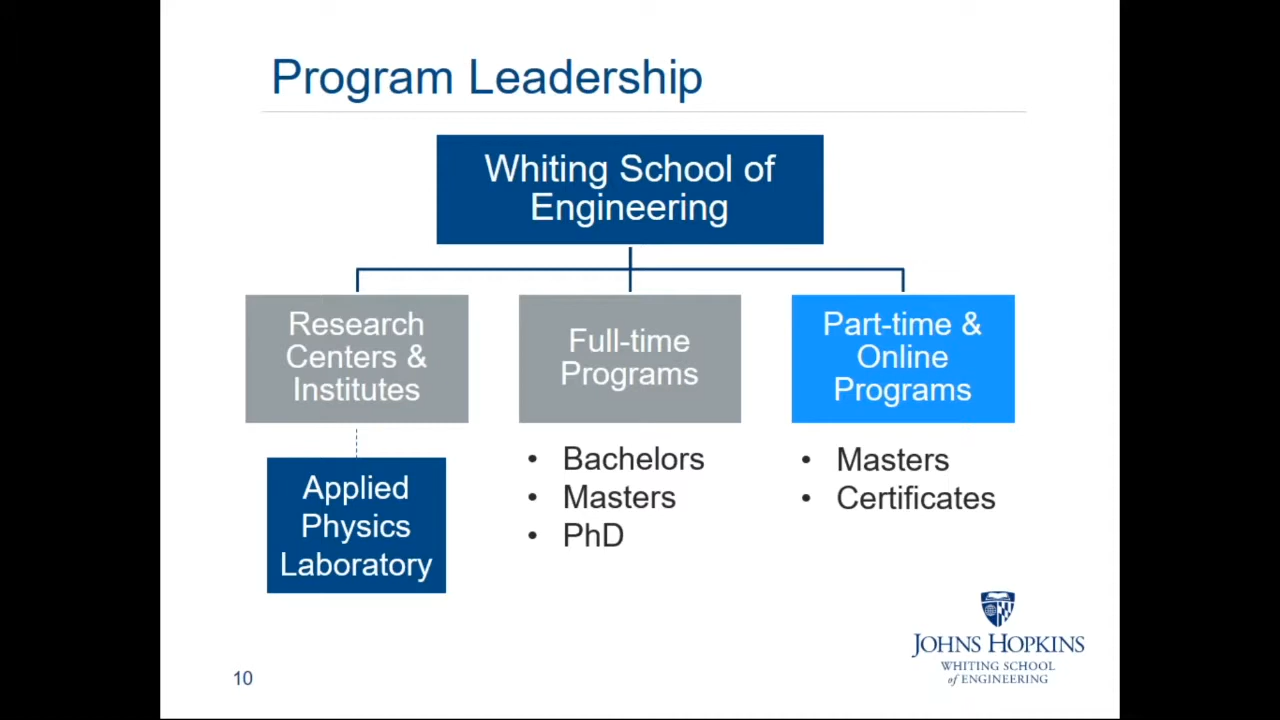 Program Leadership
Whiting School of
Engineering
Research
Centers &
Institutes
Full-time
Programs
Part-time &
Online
Programs
Applied
Physics
Laboratory
• Bachelors
• Masters
• PhD
• Masters
• Certificates
JOHNS HOPKINS
WHITING SCHOOL
of ENGINEERING
10